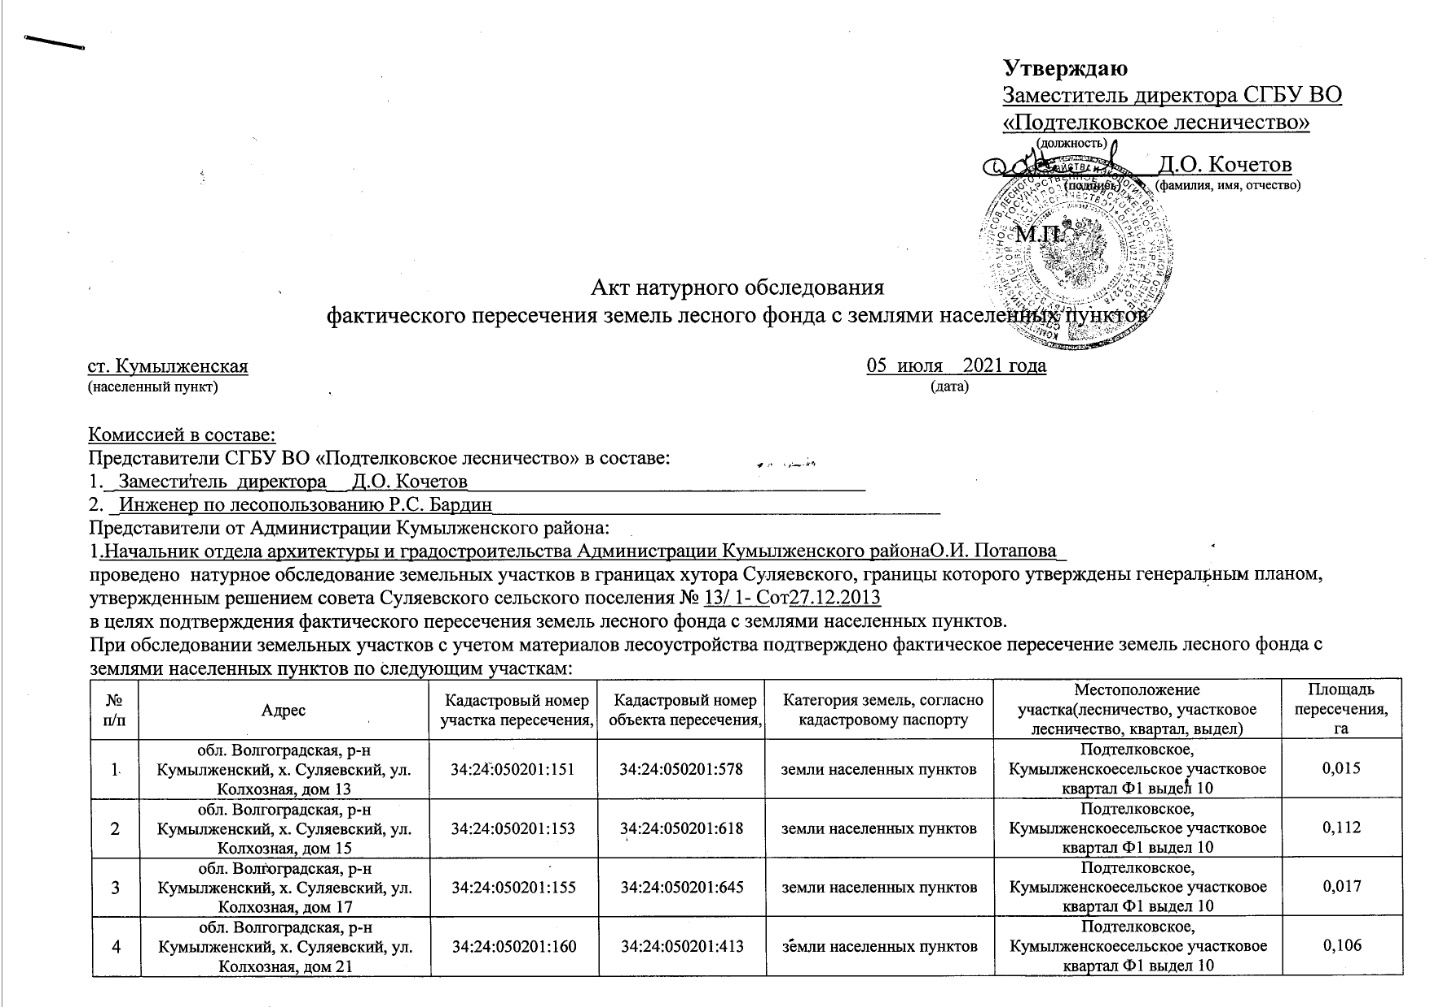 Утверждаю
Заместитель директора СГБУ ВО
«Подтелковское лесничество»
(должность)
Д.О. Кочетов
(подпись) (фамилия, имя, отчество)
М.П.
Акт натурного обследования
фактического пересечения земель лесного фонда с землями населенных пунктов
ст. Кумылженская 05 июля 2021 года
(населенный пункт) (дата)
Комиссией в составе:
Представители СГБУ ВО «Подтелковское лесничество» в составе:
1. Заместитель директора Д.О. Кочетов
2. Инженер по лесопользованию Р.С. Бардин
Представители от Администрации Кумылженского района:
1.Начальник отдела архитектуры и градостроительства Администрации Кумылженского районаО.И. Потапова
проведено натурное обследование земельных участков в границах хутора Суляевского, границы которого утверждены генеральным планом,
утвержденным решением совета Суляевского сельского поселения № 13/ 1- Сот27.12.2013
в целях подтверждения фактического пересечения земель лесного фонда с землями населенных пунктов.
При обследовании земельных участков с учетом материалов лесоустройства подтверждено фактическое пересечение земель лесного фонда с
землями населенных пунктов по следующим участкам:
№ п/п
Адрес
Кадастровый номер
участка пересечения,
Кадастровый номер
объекта пересечения,
Категория земель, согласно
кадастровому паспорту
Местоположение
участка(лесничество, участковое
лесничество, квартал, выдел)
Площадь
пересечения,
га
1
обл. Волгоградская, р-н
Кумылженский, х. Суляевский, ул.
Колхозная, дом 13
34:24:050201:151
34:24:050201:578
земли населенных пунктов
Подтелковское,
Кумылженскоесельское участковое
квартал Ф1 выдел 10
0,015
2
обл. Волгоградская, р-н
Кумылженский, х. Суляевский, ул.
Колхозная, дом 15
34:24:050201:153
34:24:050201:618
земли населенных пунктов
Подтелковское,
Кумылженскоесельское участковое
квартал Ф1 выдел 10
0,112
3
обл. Волгоградская, р-н
Кумылженский, х. Суляевский, ул.
Колхозная, дом 17
34:24:050201:155
34:24:050201:645
земли населенных пунктов
Подтелковское,
Кумылженскоесельское участковое
квартал Ф1 выдел 10
0,017
4
обл. Волгоградская, р-н
Кумылженский, х. Суляевский, ул.
Колхозная, дом 21
34:24:050201:160
34:24:050201:413
земли населенных пунктов
Подтелковское,
Кумылженскоесельское участковое
квартал Ф1 выдел 10
0,106